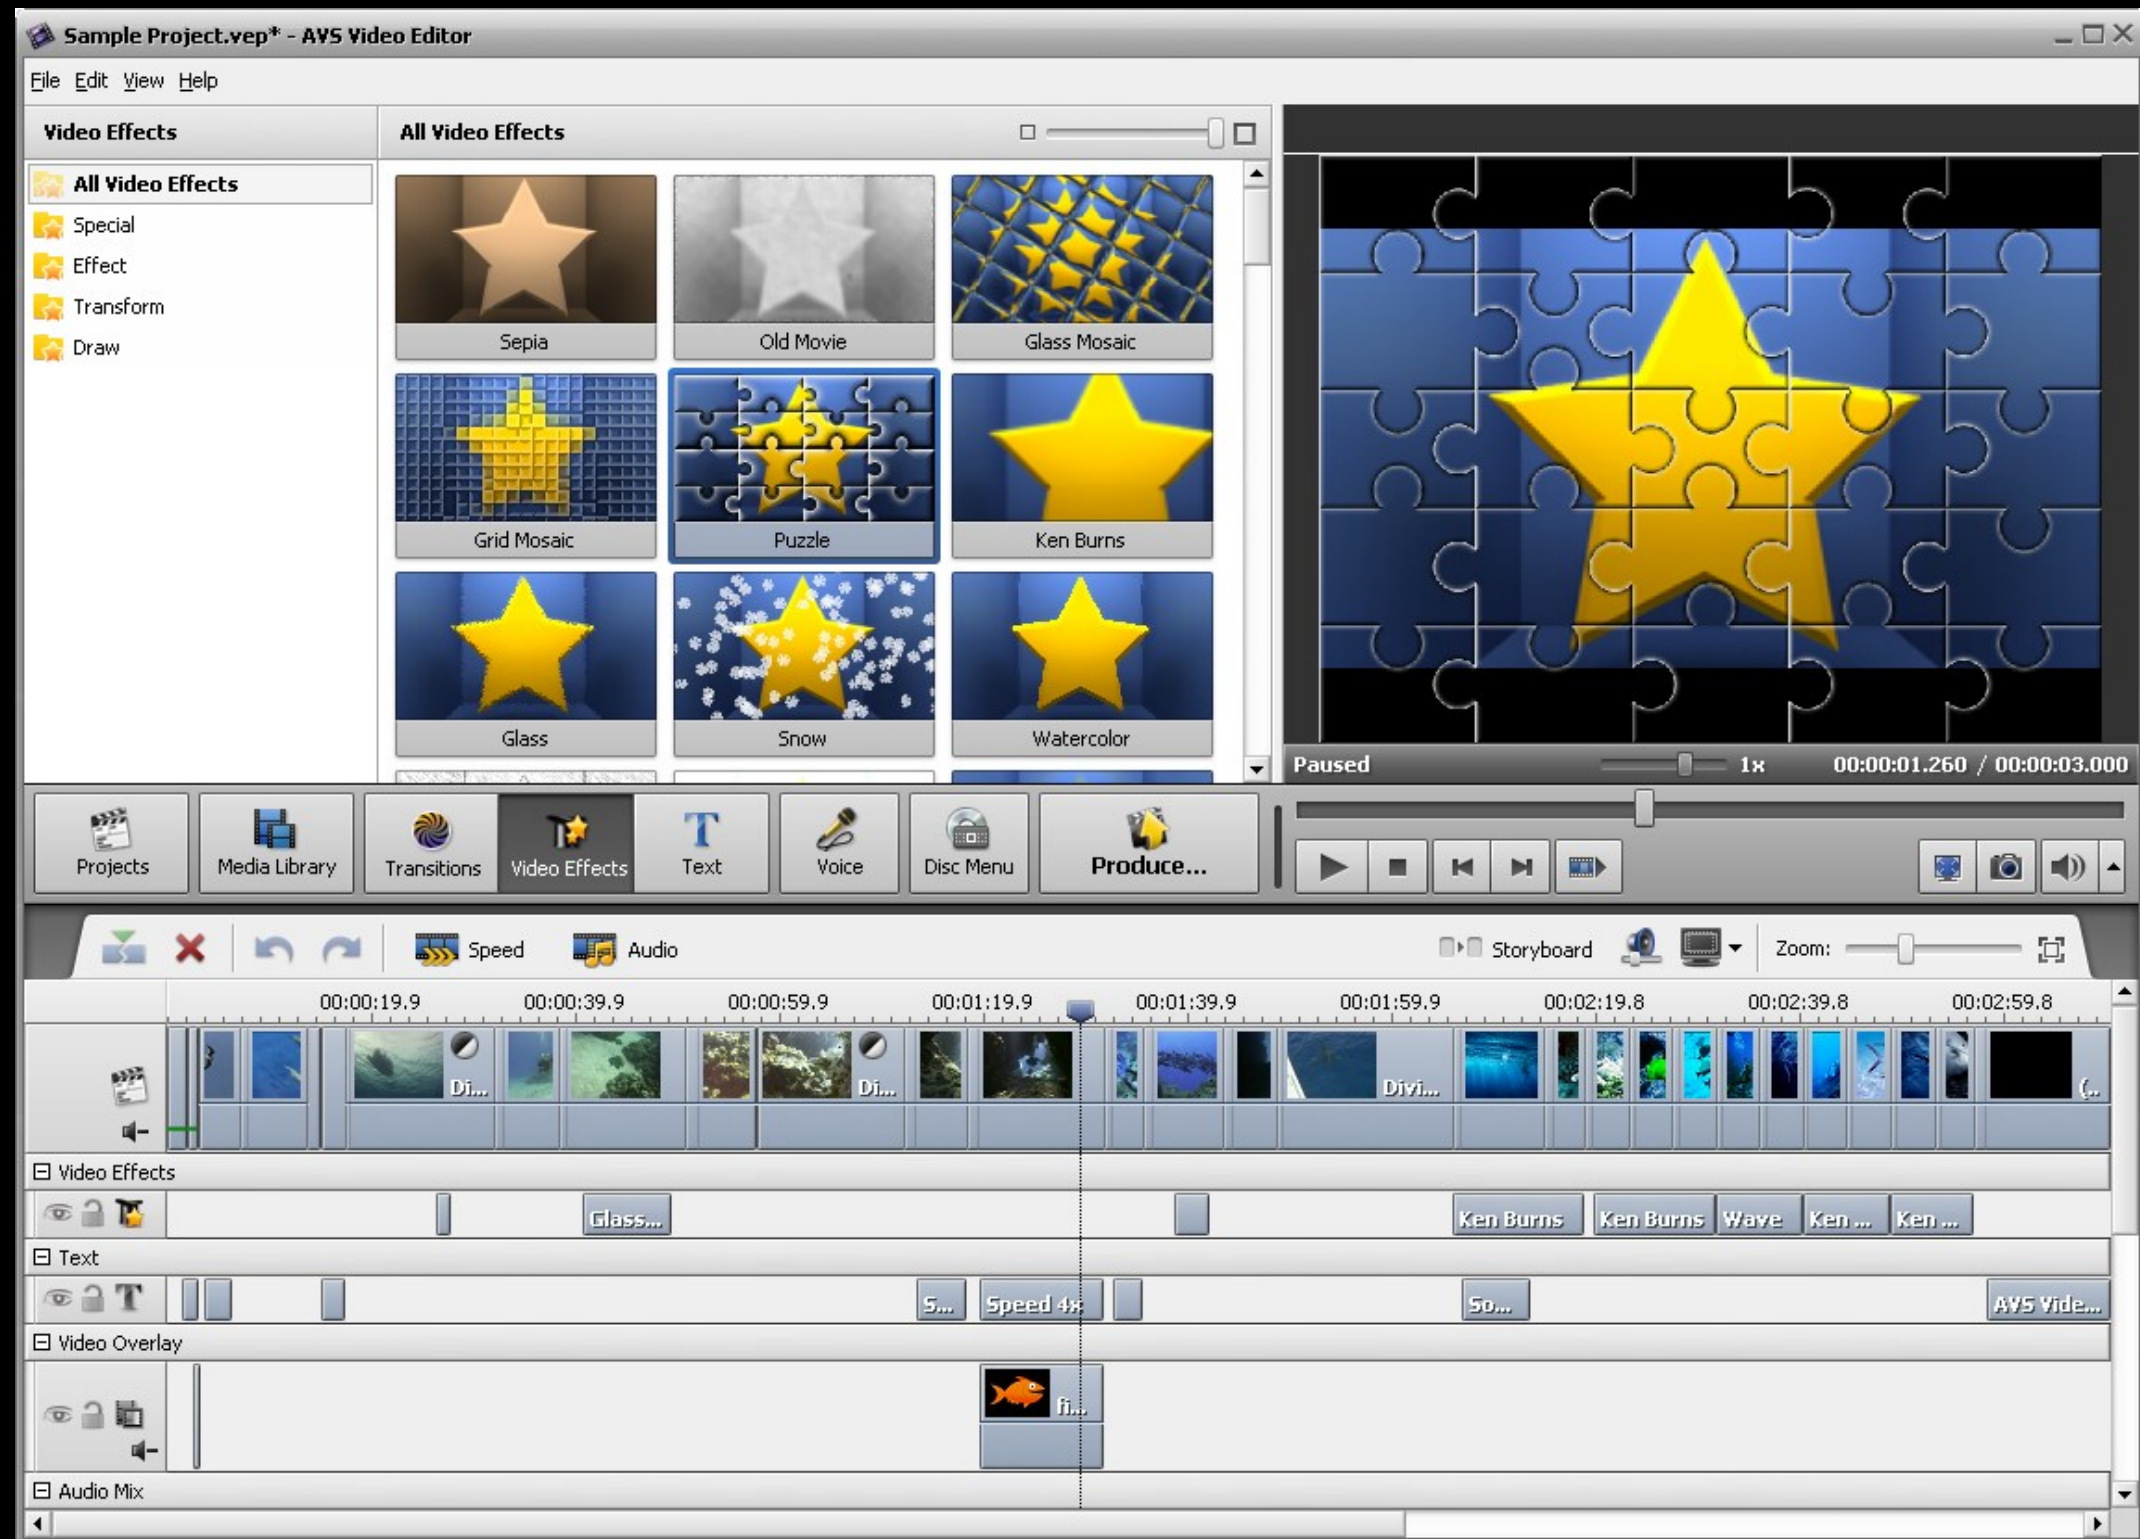 Sample Project.vep* - AVS Video Editor
File Edit View Help
Video Effects
All Video Effects
All Video Effects
Special
Effect
Transform
Draw
Sepia
Old Movie
Glass Mosaic
Grid Mosaic
Puzzle
Ken Burns
Glass
Snow
Watercolor
Paused
1x
00:00:01.260 / 00:00:03.000
Projects
Media Library
Transitions
Video Effects
Text
Voice
Disc Menu
Produce...
Speed
Audio
Storyboard
Zoom:
00:00:19.9
00:00:39.9
00:00:59.9
00:01:19.9
00:01:39.9
00:01:59.9
00:02:19.8
00:02:39.8
00:02:59.8
Di...
Di...
Divi...
(..
Video Effects
Glass...
Ken Burns
Ken Burns
Wave
Ken ...
Ken ...
Text
S...
Speed 4x
So...
AVS Vide...
Video Overlay
fi...
Audio Mix